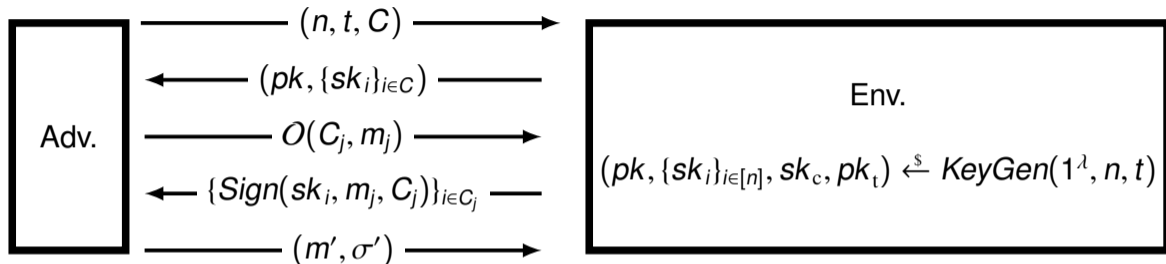 (n, t, C)
(pk, {sk_i}_{i∈C})
Adv.
𝒪(C_j, m_j)
{Sign(sk_i, m_j, C_j)}_{i∈C_j}
(m′, σ′)
Env.
(pk, {sk_i}_{i∈[n]}, sk_c, pk_t) ←$ KeyGen(1^λ, n, t)